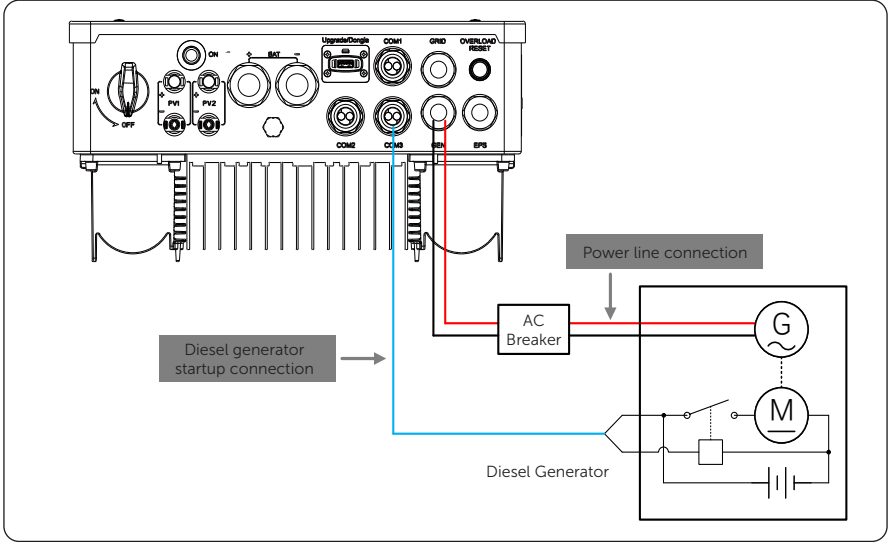 Upgrade/Dongle
COM1
GRID
OVERLOAD
RESET
ON
+ BAT -
ON
OFF
+
PV1
-
+
PV2
-
COM2
COM3
GEN
EPS
Power line connection
AC
Breaker
G
Diesel generator
startup connection
M
Diesel Generator